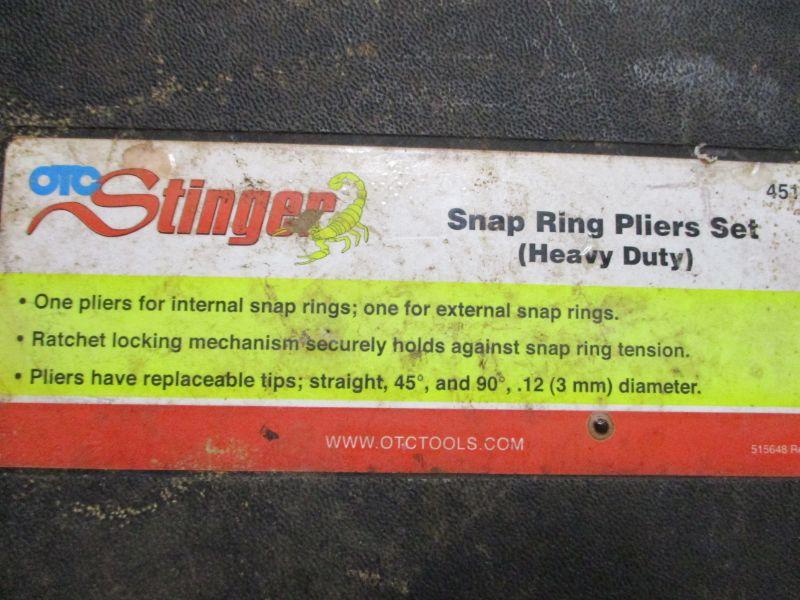 OTC Stinger
451
Snap Ring Pliers Set
(Heavy Duty)
• One pliers for internal snap rings; one for external snap rings.
• Ratchet locking mechanism securely holds against snap ring tension.
• Pliers have replaceable tips; straight, 45°, and 90°, .12 (3 mm) diameter.
WWW.OTCTOOLS.COM
515648 Re